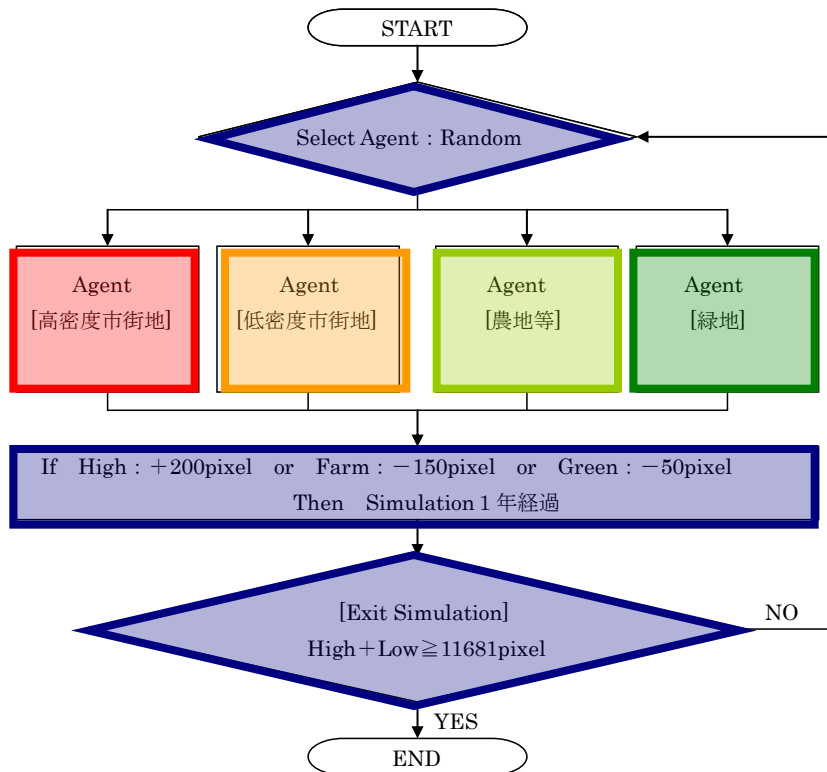 START
Select Agent：Random
Agent
[高密度市街地]
Agent
[低密度市街地]
Agent
[農地等]
Agent
[緑地]
If　High：＋200pixel　or　Farm：－150pixel　or　Green：－50pixel
Then　Simulation 1 年経過
[Exit Simulation]
High＋Low≧11681pixel
NO
YES
END